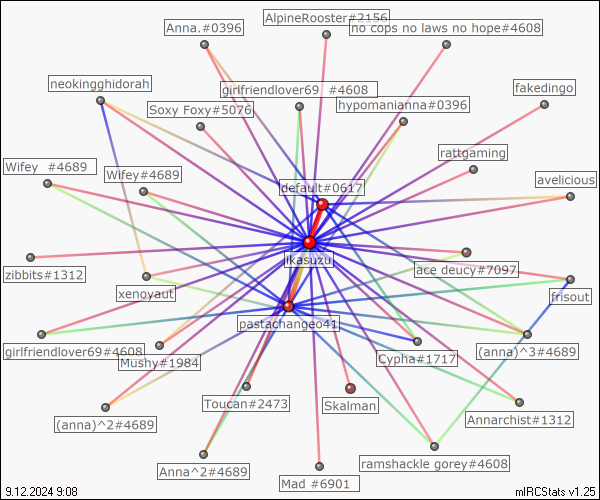 AlpineRooster#2156
Anna.#0396
no cops no laws no hope#4608
neokingghidorah
girlfriendlover69 #4608
fakedingo
Soxy Foxy#5076
hypomanianna#0396
rattgaming
Wifey #4689
Wifey#4689
avelicious
default#0617
ikasuzu
zibbits#1312
ace deucy#7097
xenoyaut
frisout
pastachangeo41
girlfriendlover69#4608
Mushy#1984
Cypha#1717
(anna)^3#4689
Toucan#2473
Skalman
(anna)^2#4689
Annarchist#1312
Anna^2#4689
ramshackle gorey#4608
Mad #6901
9.12.2024 9:08
mIRCStats v1.25